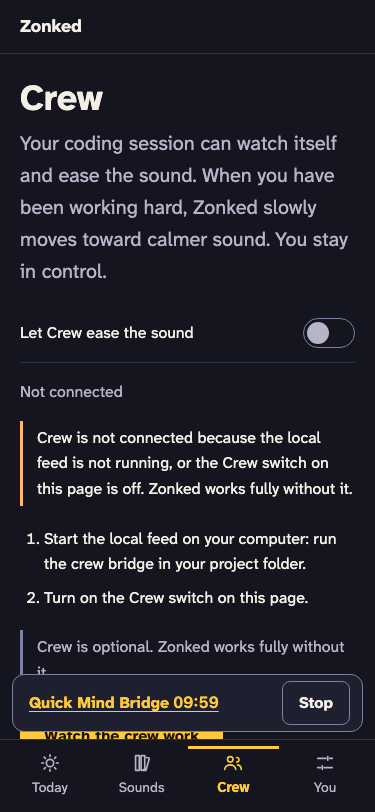 Zonked
Crew
Your coding session can watch itself
and ease the sound. When you have
been working hard, Zonked slowly
moves toward calmer sound. You stay
in control.
Let Crew ease the sound
Not connected
Crew is not connected because the local
feed is not running, or the Crew switch on
this page is off. Zonked works fully without it.
1. Start the local feed on your computer: run
the crew bridge in your project folder.
2. Turn on the Crew switch on this page.
Crew is optional. Zonked works fully without
it.
Quick Mind Bridge 09:59
Stop
Watch the crew work
Today
Sounds
Crew
You